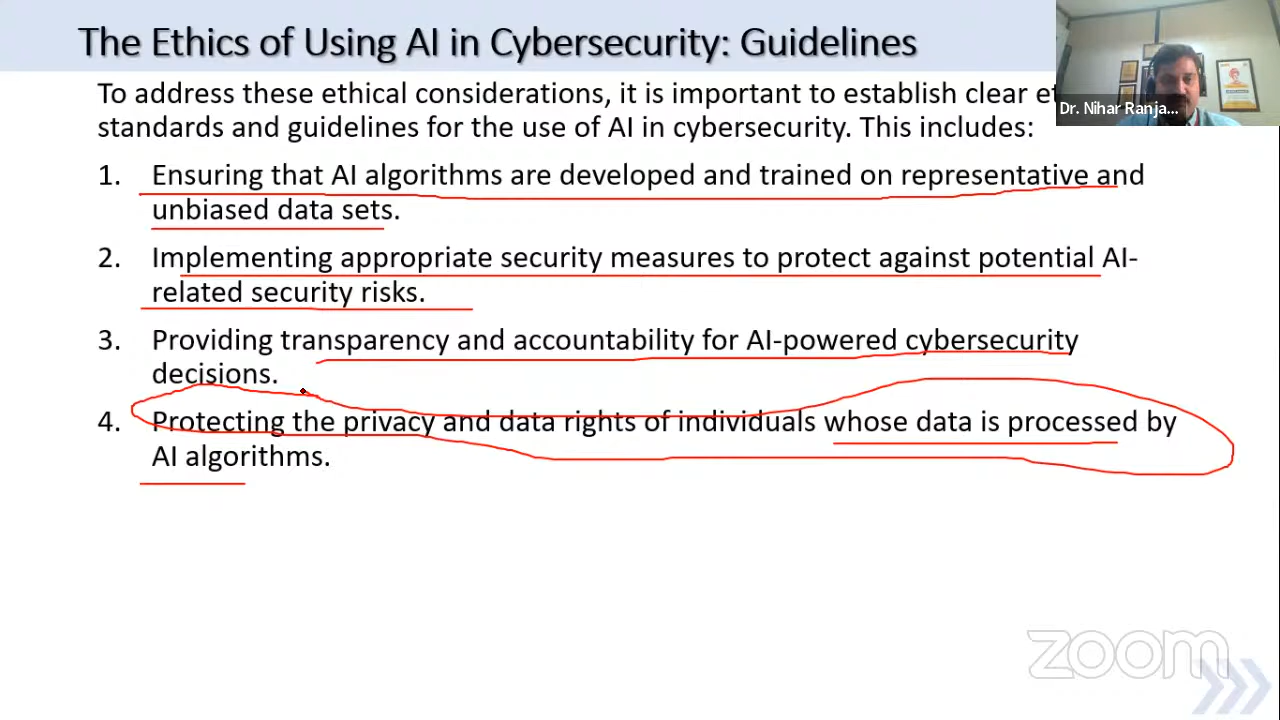 The Ethics of Using AI in Cybersecurity: Guidelines
To address these ethical considerations, it is important to establish clear
standards and guidelines for the use of AI in cybersecurity. This includes:
1. Ensuring that AI algorithms are developed and trained on representative and
unbiased data sets.
2. Implementing appropriate security measures to protect against potential AI-
related security risks.
3. Providing transparency and accountability for AI-powered cybersecurity
decisions.
4. Protecting the privacy and data rights of individuals whose data is processed by
AI algorithms.
Dr. Nihar Ranja...
zoom